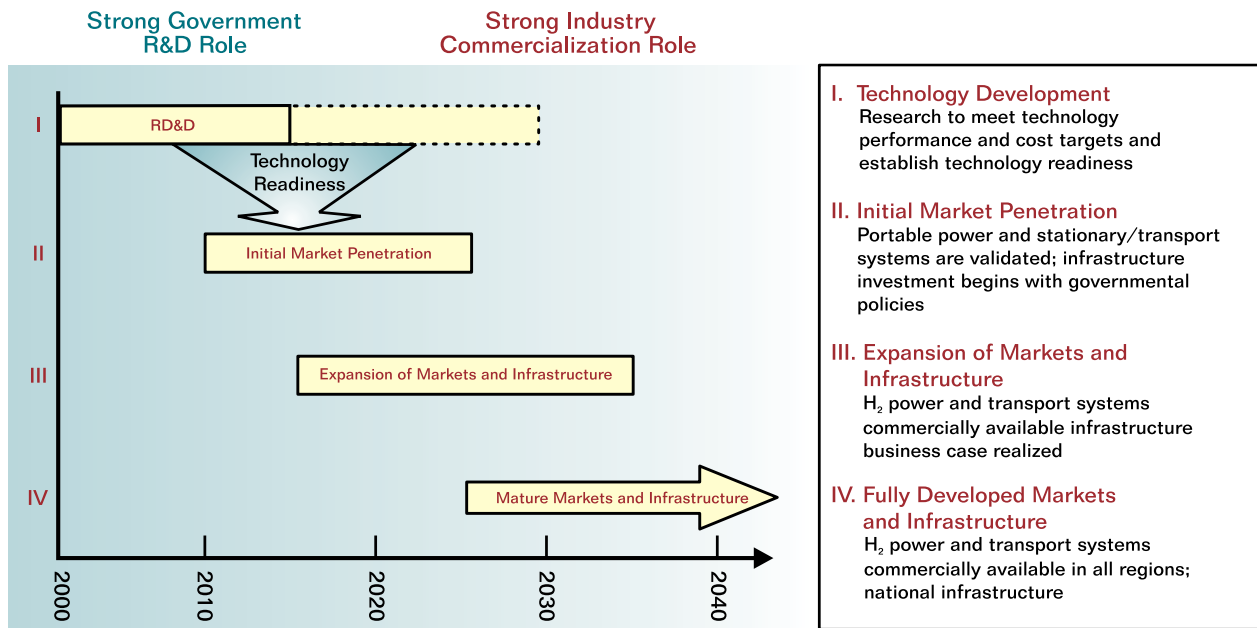 Strong Government
R&D Role
Strong Industry
Commercialization Role
I
RD&D
Technology
Readiness
II
Initial Market Penetration
III
Expansion of Markets and Infrastructure
IV
Mature Markets and Infrastructure
2000
2010
2020
2030
2040
I. Technology Development
Research to meet technology
performance and cost targets and
establish technology readiness
II. Initial Market Penetration
Portable power and stationary/transport
systems are validated; infrastructure
investment begins with governmental
policies
III. Expansion of Markets and
Infrastructure
H₂ power and transport systems
commercially available infrastructure
business case realized
IV. Fully Developed Markets
and Infrastructure
H₂ power and transport systems
commercially available in all regions;
national infrastructure